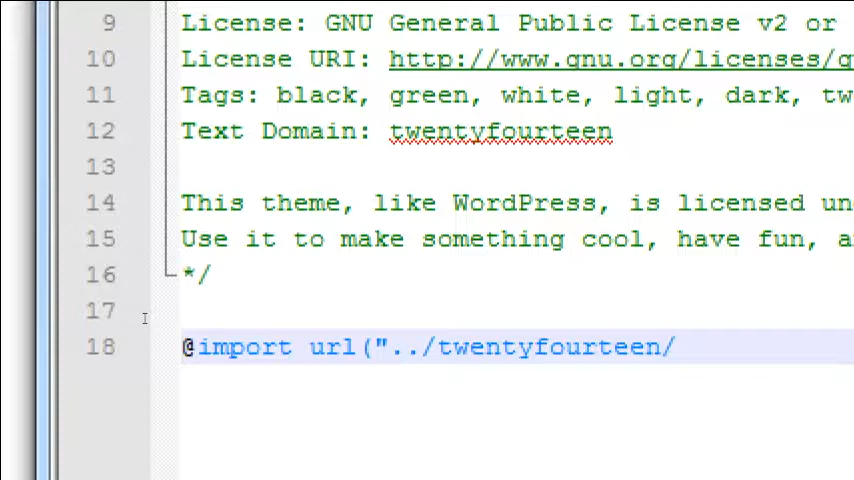 9 License: GNU General Public License v2 or
10 License URI: http://www.gnu.org/licenses/g
11 Tags: black, green, white, light, dark, tw
12 Text Domain: twentyfourteen
13
14 This theme, like WordPress, is licensed un
15 Use it to make something cool, have fun, a
16 */
17
18 @import url("../twentyfourteen/